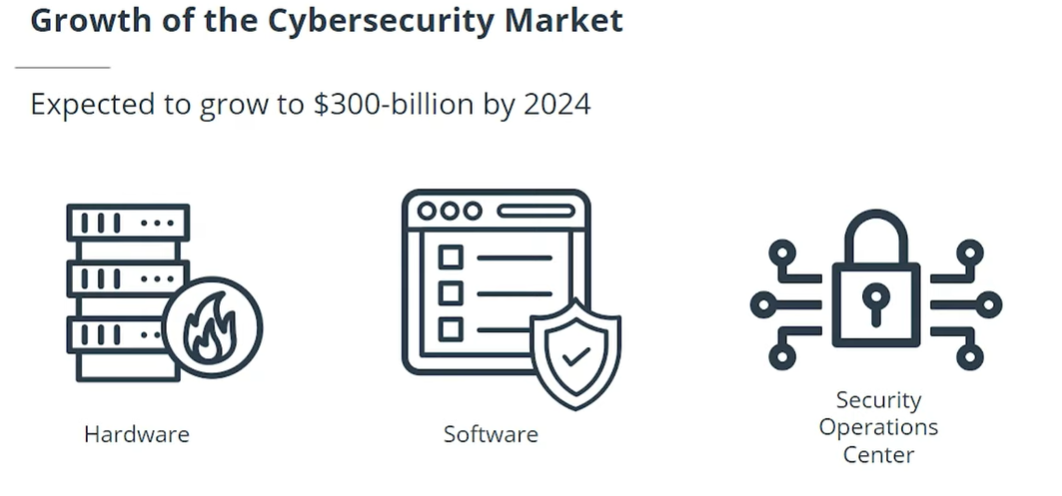 Growth of the Cybersecurity Market
Expected to grow to $300-billion by 2024
Hardware
Software
Security
Operations
Center